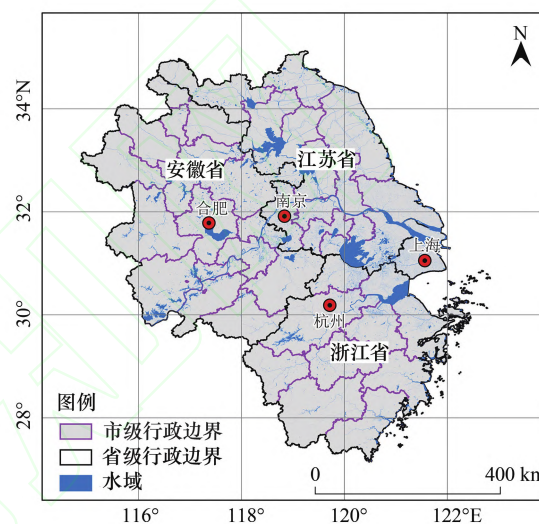 N
34°N
32°
30°
28°
安徽省
江苏省
合肥
南京
上海
杭州
浙江省
图例
市级行政边界
省级行政边界
水域
0 400 km
116° 118° 120° 122°E